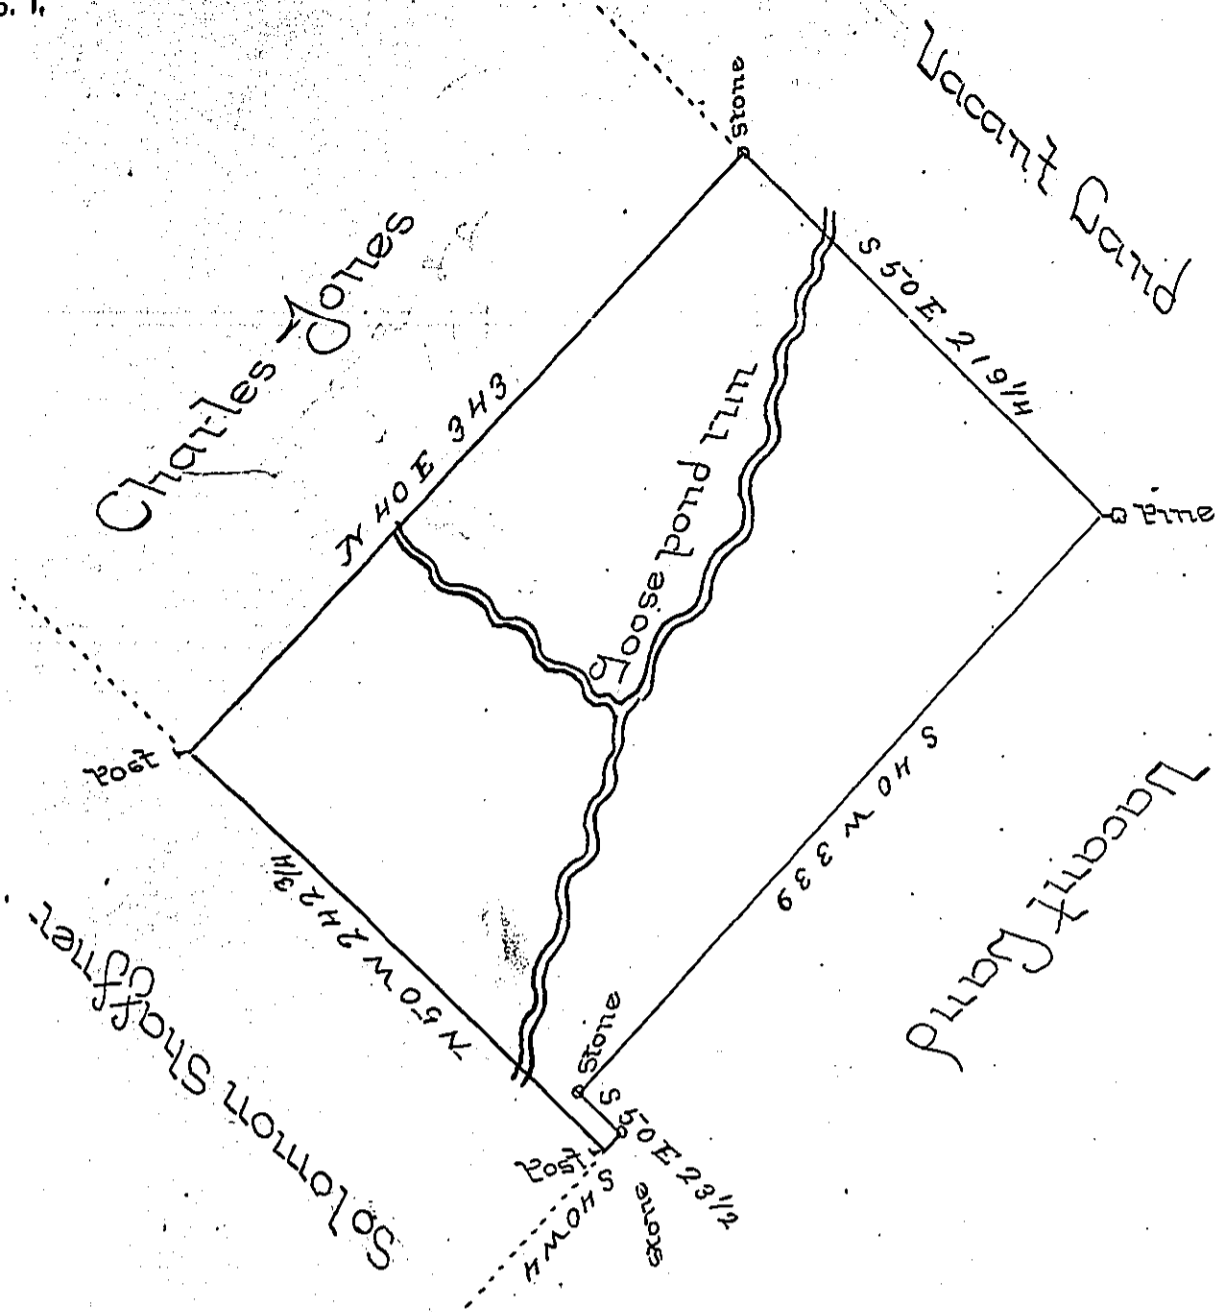 Stone
Vacant Land
Charles Jones
S 50 E 219 1/4
N 40 E 343
Goose pond run
Pine
Post
S 40 W 339
Vacant Land
N 50 W 242 3/4
Solomon Shaffner
Stone
S 50 E 23 1/2
Post
Stone
S 40 W 4